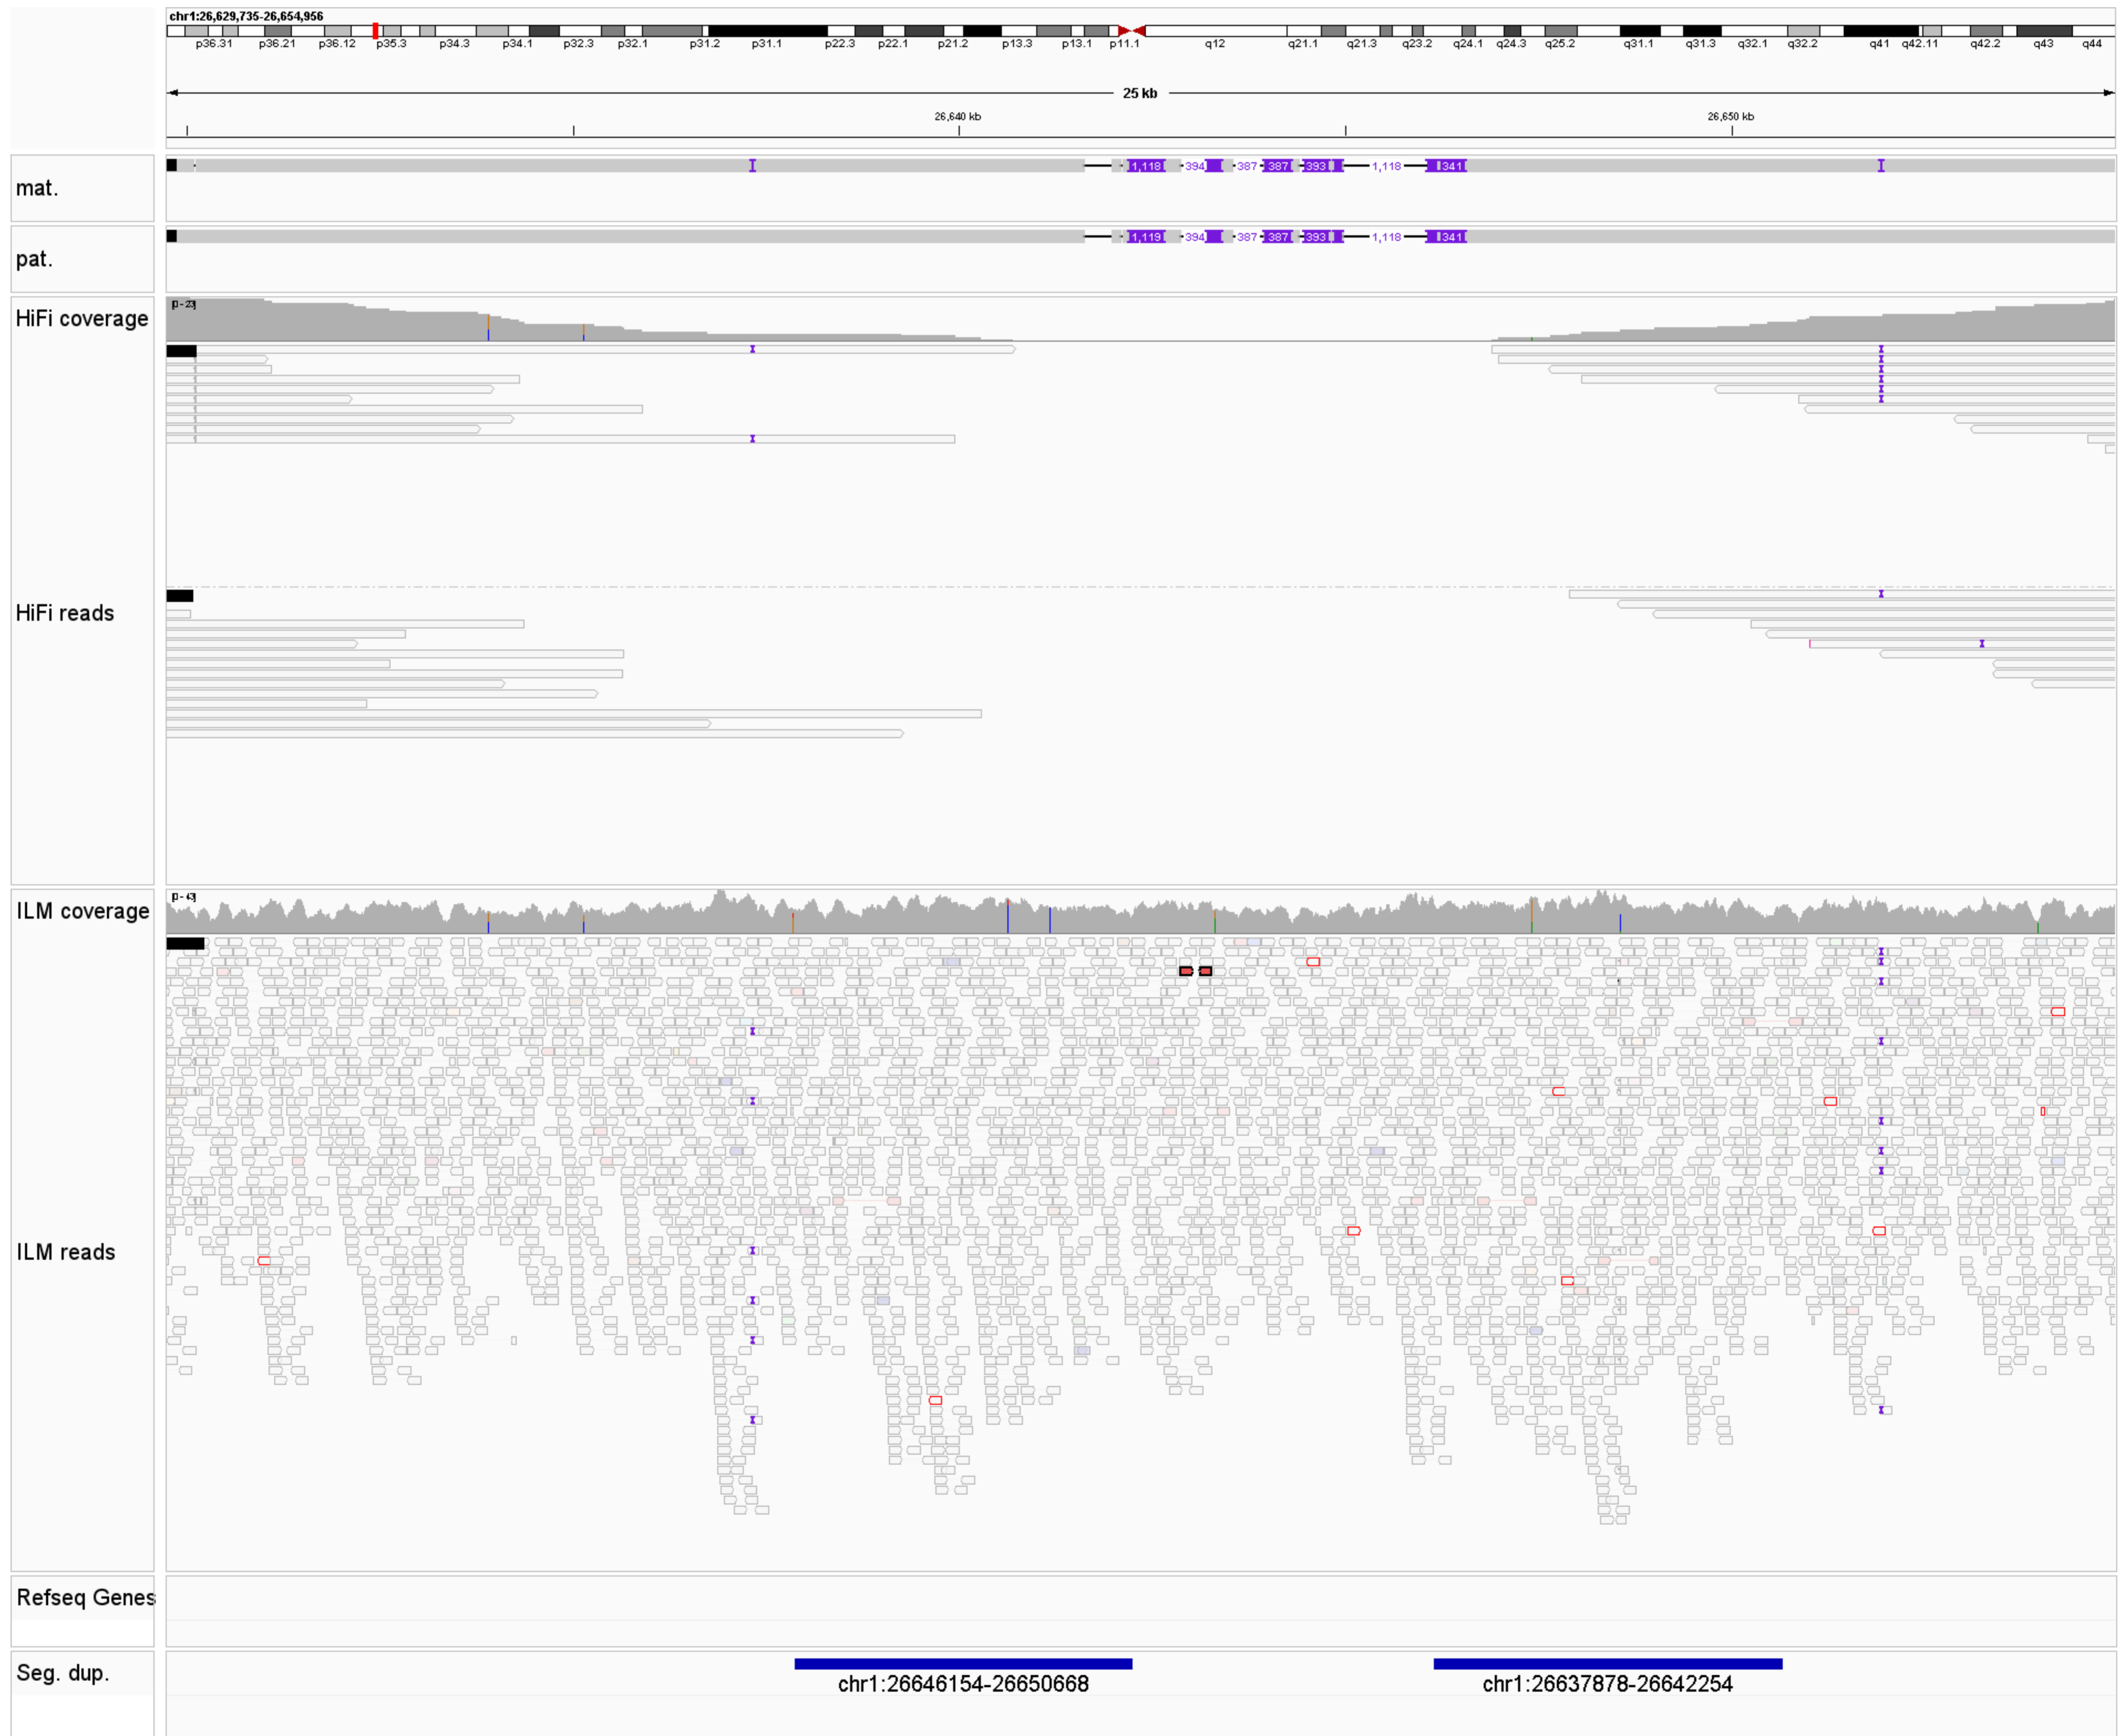 chr1:26,629,735-26,654,956
p36.31 p36.21 p36.12 p35.3 p34.3 p34.1 p32.3 p32.1 p31.2 p31.1 p22.3 p22.1 p21.2 p13.3 p13.1 p11.1 q12 q21.1 q21.3 q23.2 q24.1 q24.3 q25.2 q31.1 q31.3 q32.1 q32.2 q41 q42.11 q42.2 q43 q44
25 kb
26,640 kb 26,650 kb
mat. 1,118 394 387 387 393 1,118 341
pat. 1,119 394 387 387 393 1,118 341
HiFi coverage
HiFi reads
ILM coverage
ILM reads
Refseq Genes
Seg. dup.
chr1:26646154-26650668 chr1:26637878-26642254